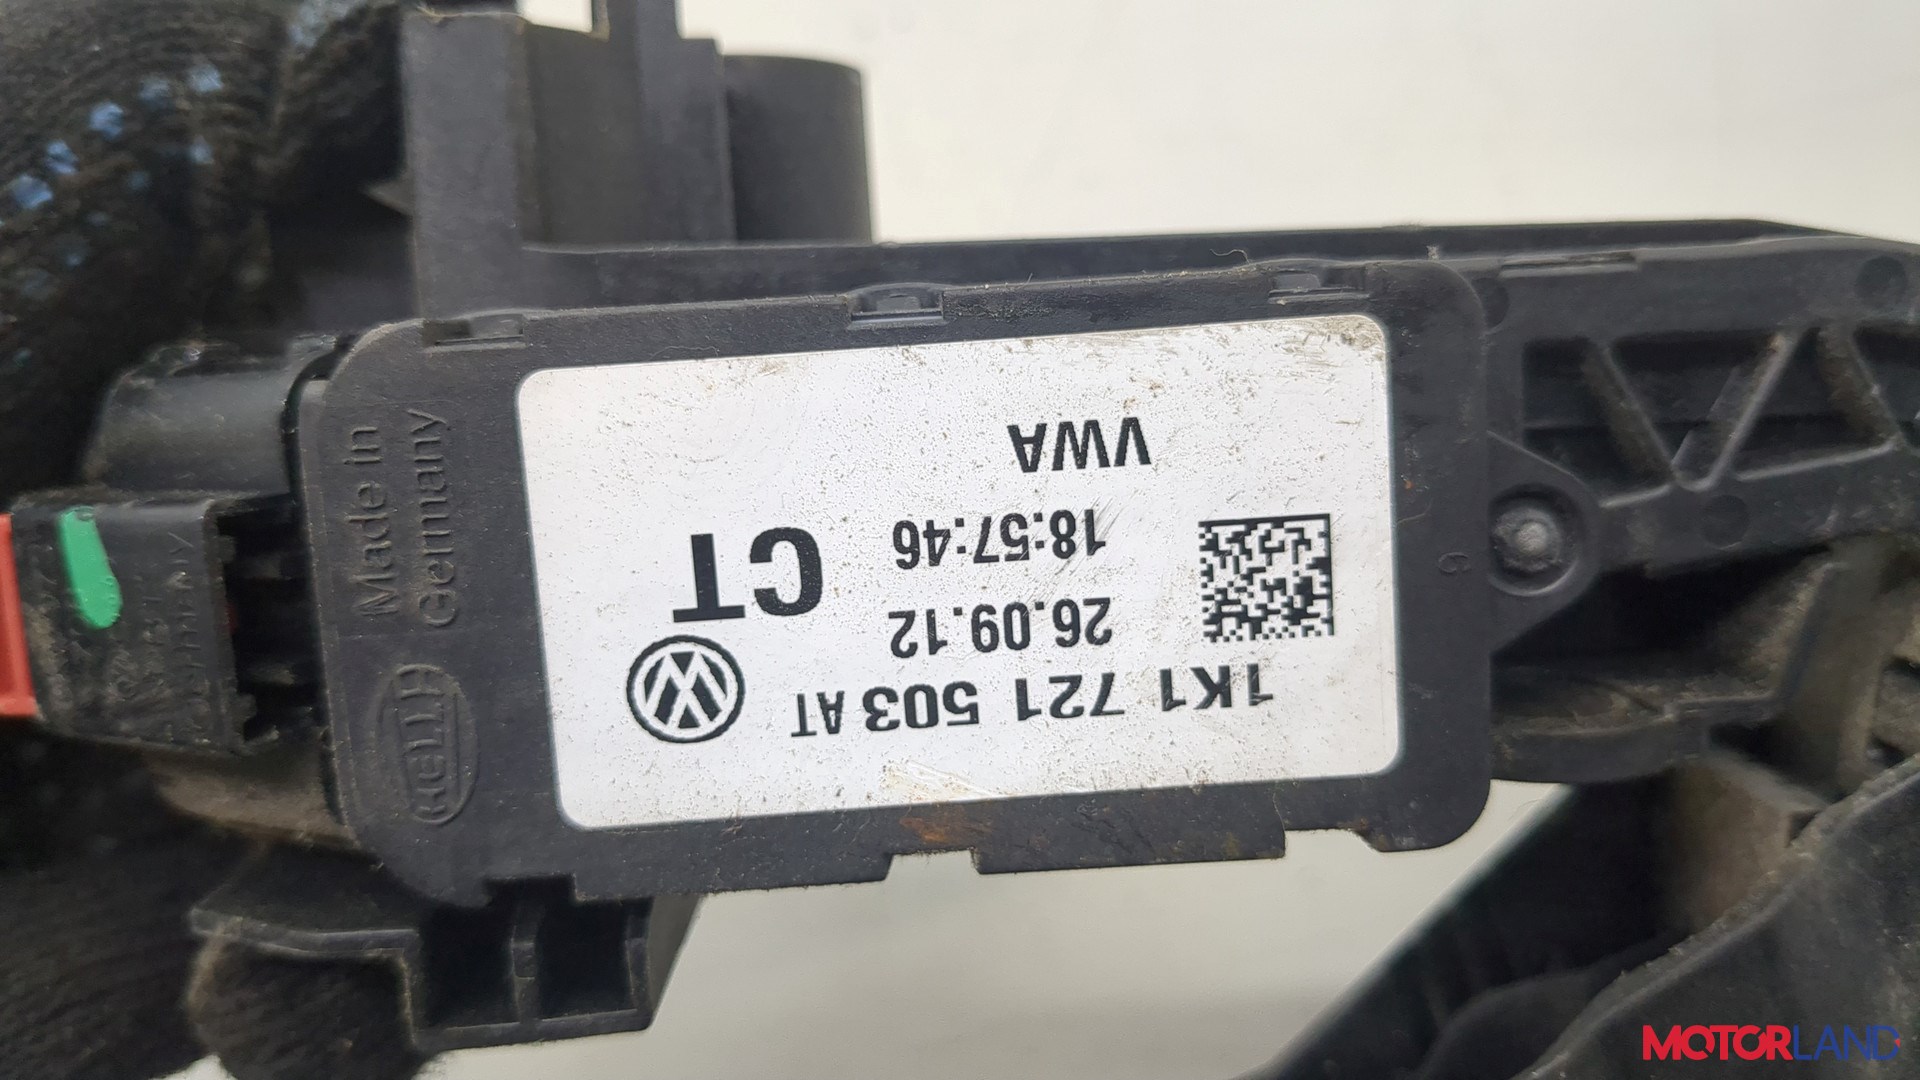 1K1 721 503 AT
26.09.12
18:57:46
CT
VWA
Made in
Germany
HELLA
MOTORLAND